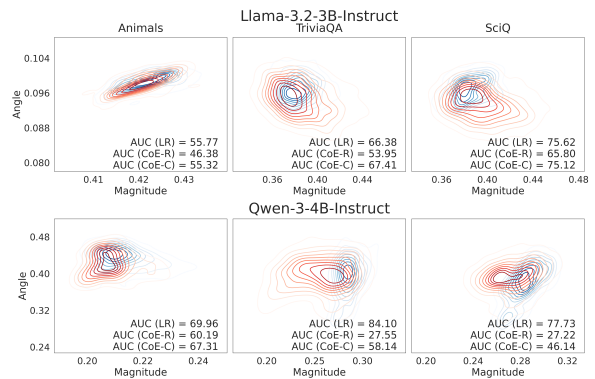 Llama-3.2-3B-Instruct
Animals TriviaQA SciQ
0.104
0.096
0.088
0.080
Angle
AUC (LR) = 55.77
AUC (CoE-R) = 46.38
AUC (CoE-C) = 55.32
AUC (LR) = 66.38
AUC (CoE-R) = 53.95
AUC (CoE-C) = 67.41
AUC (LR) = 75.62
AUC (CoE-R) = 65.80
AUC (CoE-C) = 75.12
0.41 0.42 0.43
0.36 0.40 0.44
0.36 0.40 0.44 0.48
Magnitude Magnitude Magnitude
Qwen-3-4B-Instruct
0.48
0.40
0.32
0.24
Angle
AUC (LR) = 69.96
AUC (CoE-R) = 60.19
AUC (CoE-C) = 67.31
AUC (LR) = 84.10
AUC (CoE-R) = 27.55
AUC (CoE-C) = 58.14
AUC (LR) = 77.73
AUC (CoE-R) = 27.22
AUC (CoE-C) = 46.14
0.20 0.22 0.24
0.20 0.25 0.30
0.20 0.24 0.28 0.32
Magnitude Magnitude Magnitude